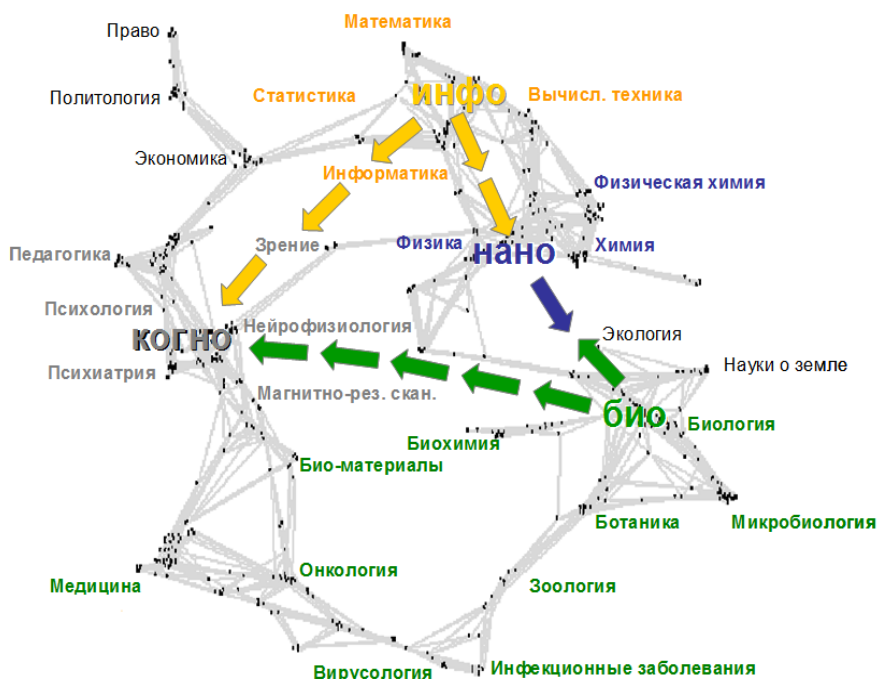 Математика
Право
Политология
Статистика
инфо
Вычисл. техника
Экономика
Информатика
Физическая химия
Педагогика
Зрение
Физика
нано
Химия
Психология
когно
Нейрофизиология
Экология
Психиатрия
Науки о земле
Магнитно-рез. скан.
био
Биохимия
Биология
Био-материалы
Ботаника
Микробиология
Медицина
Онкология
Зоология
Вирусология
Инфекционные заболевания